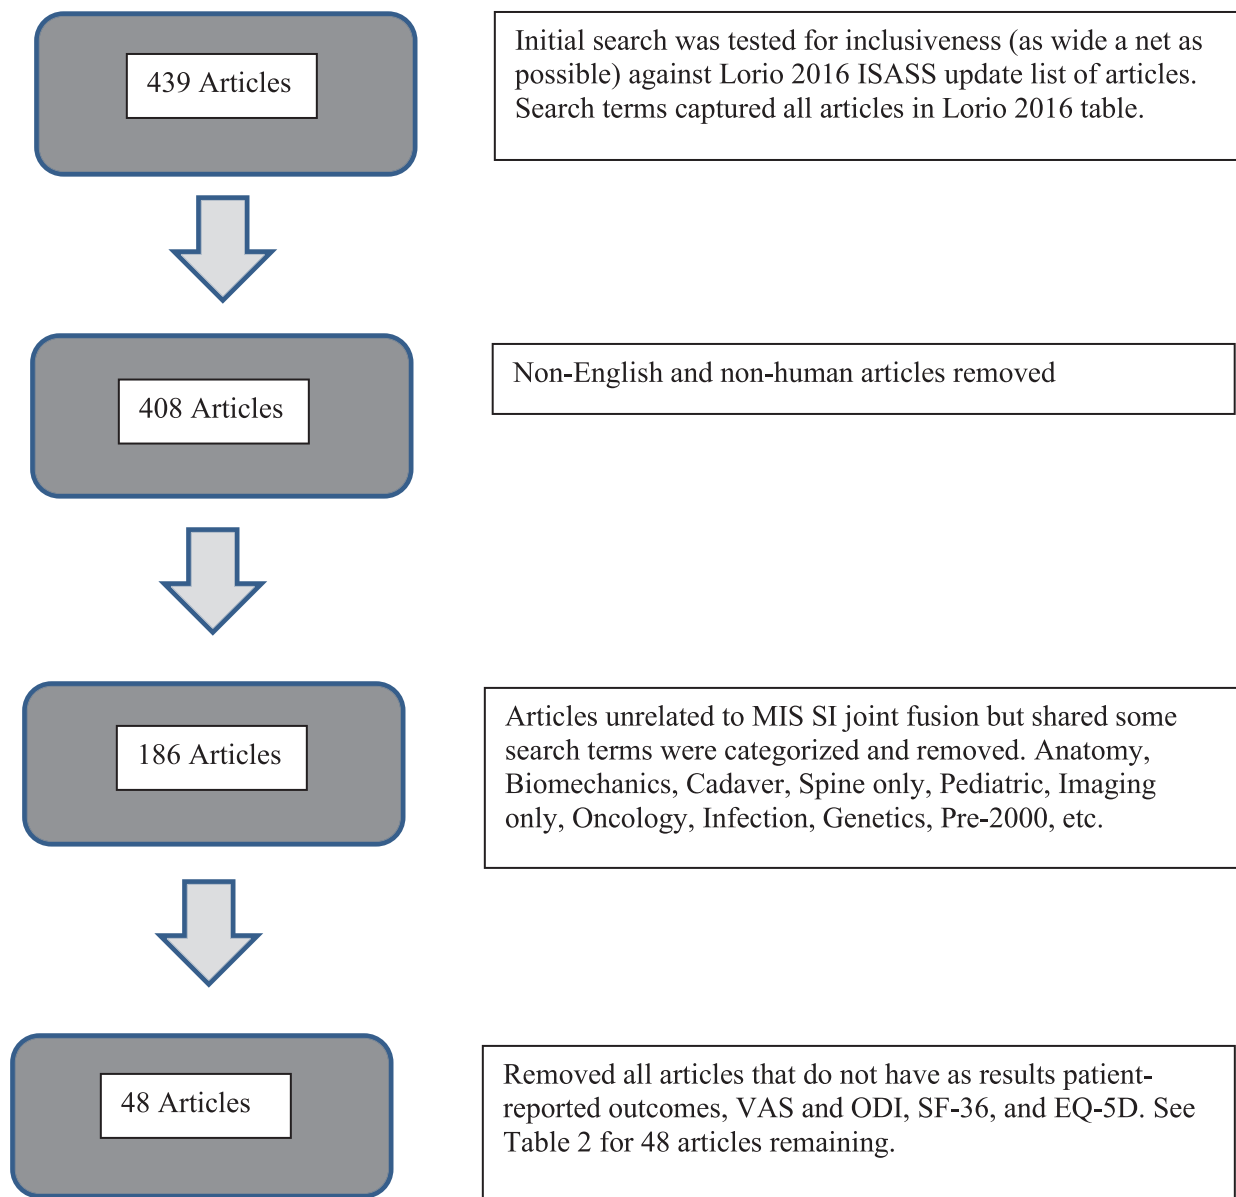 439 Articles
Initial search was tested for inclusiveness (as wide a net as
possible) against Lorio 2016 ISASS update list of articles.
Search terms captured all articles in Lorio 2016 table.
408 Articles
Non-English and non-human articles removed
186 Articles
Articles unrelated to MIS SI joint fusion but shared some
search terms were categorized and removed. Anatomy,
Biomechanics, Cadaver, Spine only, Pediatric, Imaging
only, Oncology, Infection, Genetics, Pre-2000, etc.
48 Articles
Removed all articles that do not have as results patient-
reported outcomes, VAS and ODI, SF-36, and EQ-5D. See
Table 2 for 48 articles remaining.